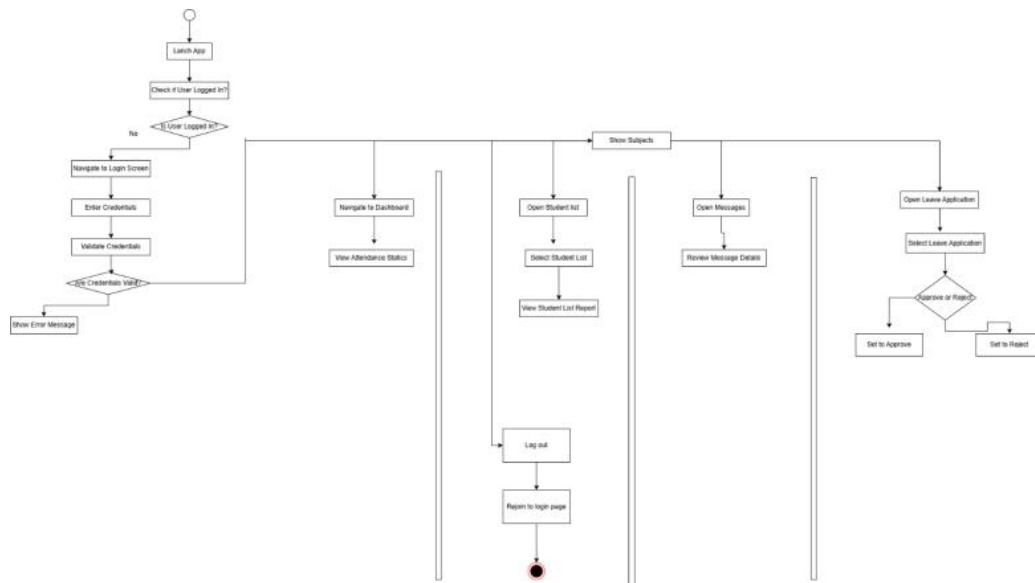 Lanch App
Check if User Logged In?
Is User Logged In?
No
Navigate to Login Screen
Enter Credentials
Validate Credentials
Are Credentials Valid?
Show Error Message
Show Subjects
Navigate to Dashboard
View Attendance Statics
Open Student list
Select Student List
View Student List Report
Open Messages
Review Message Details
Open Leave Application
Select Leave Application
Approve or Reject
Set to Approve
Set to Reject
Log out
Rejoin to login page